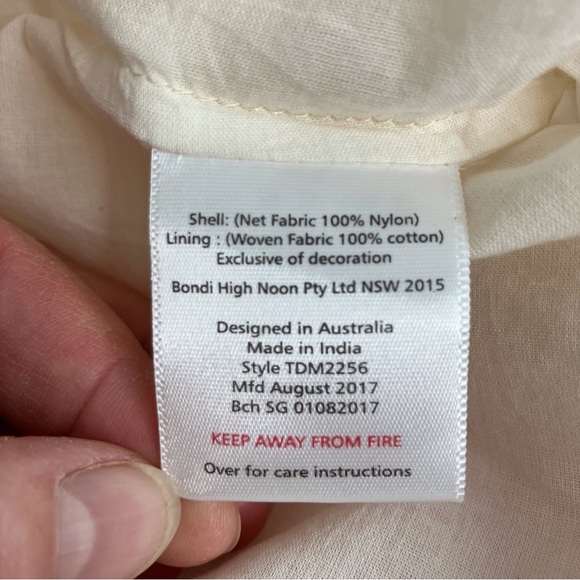 Shell: (Net Fabric 100% Nylon)
Lining : (Woven Fabric 100% cotton)
Exclusive of decoration
Bondi High Noon Pty Ltd NSW 2015
Designed in Australia
Made in India
Style TDM2256
Mfd August 2017
Bch SG 01082017
KEEP AWAY FROM FIRE
Over for care instructions